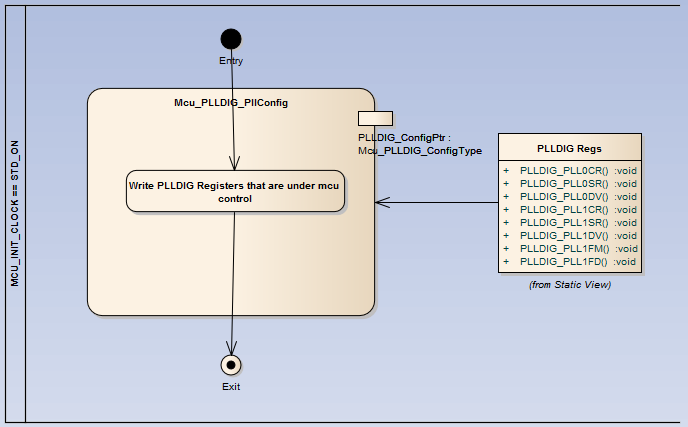 MCU_INIT_CLOCK == STD_ON
Entry
Mcu_PLLDIG_PllConfig
PLLDIG_ConfigPtr :
Mcu_PLLDIG_ConfigType
Write PLLDIG Registers that are under mcu
control
PLLDIG Regs
+ PLLDIG_PLL0CR() :void
+ PLLDIG_PLL0SR() :void
+ PLLDIG_PLL0DV() :void
+ PLLDIG_PLL1CR() :void
+ PLLDIG_PLL1SR() :void
+ PLLDIG_PLL1DV() :void
+ PLLDIG_PLL1FM() :void
+ PLLDIG_PLL1FD() :void
(from Static View)
Exit